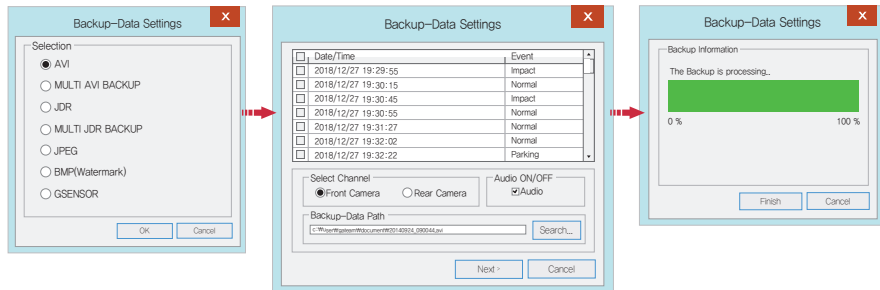 Backup-Data Settings
X
Selection
AVI
MULTI AVI BACKUP
JDR
MULTI JDR BACKUP
JPEG
BMP(Watermark)
GSENSOR
OK
Cancel
Backup-Data Settings
X
Date/Time Event
2018/12/27 19:29:55 Impact
2018/12/27 19:30:15 Normal
2018/12/27 19:30:45 Impact
2018/12/27 19:30:55 Normal
2018/12/27 19:31:27 Normal
2018/12/27 19:32:02 Normal
2018/12/27 19:32:22 Parking
Select Channel
Front Camera Rear Camera
Audio ON/OFF
Audio
Backup-Data Path
Search...
Next > Cancel
Backup-Data Settings
X
Backup Information
The Backup is processing...
0 % 100 %
Finish Cancel